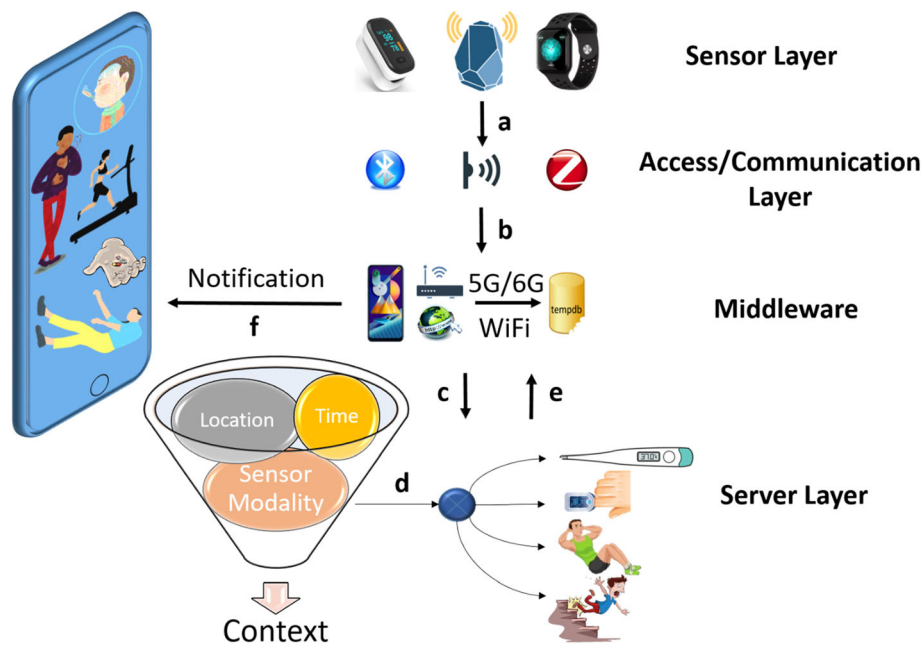 Sensor Layer
a
Access/Communication
Layer
b
Notification
f
5G/6G
WiFi
tempdb
Middleware
c
e
Location
Time
Sensor
Modality
d
Server Layer
Context